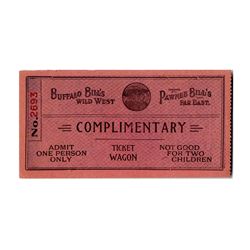 No. 2693
BUFFALO BILL'S
WILD WEST
PAWNEE BILL'S
FAR EAST.
COMPLIMENTARY
ADMIT
ONE PERSON
ONLY
TICKET
WAGON
NOT GOOD
FOR TWO
CHILDREN